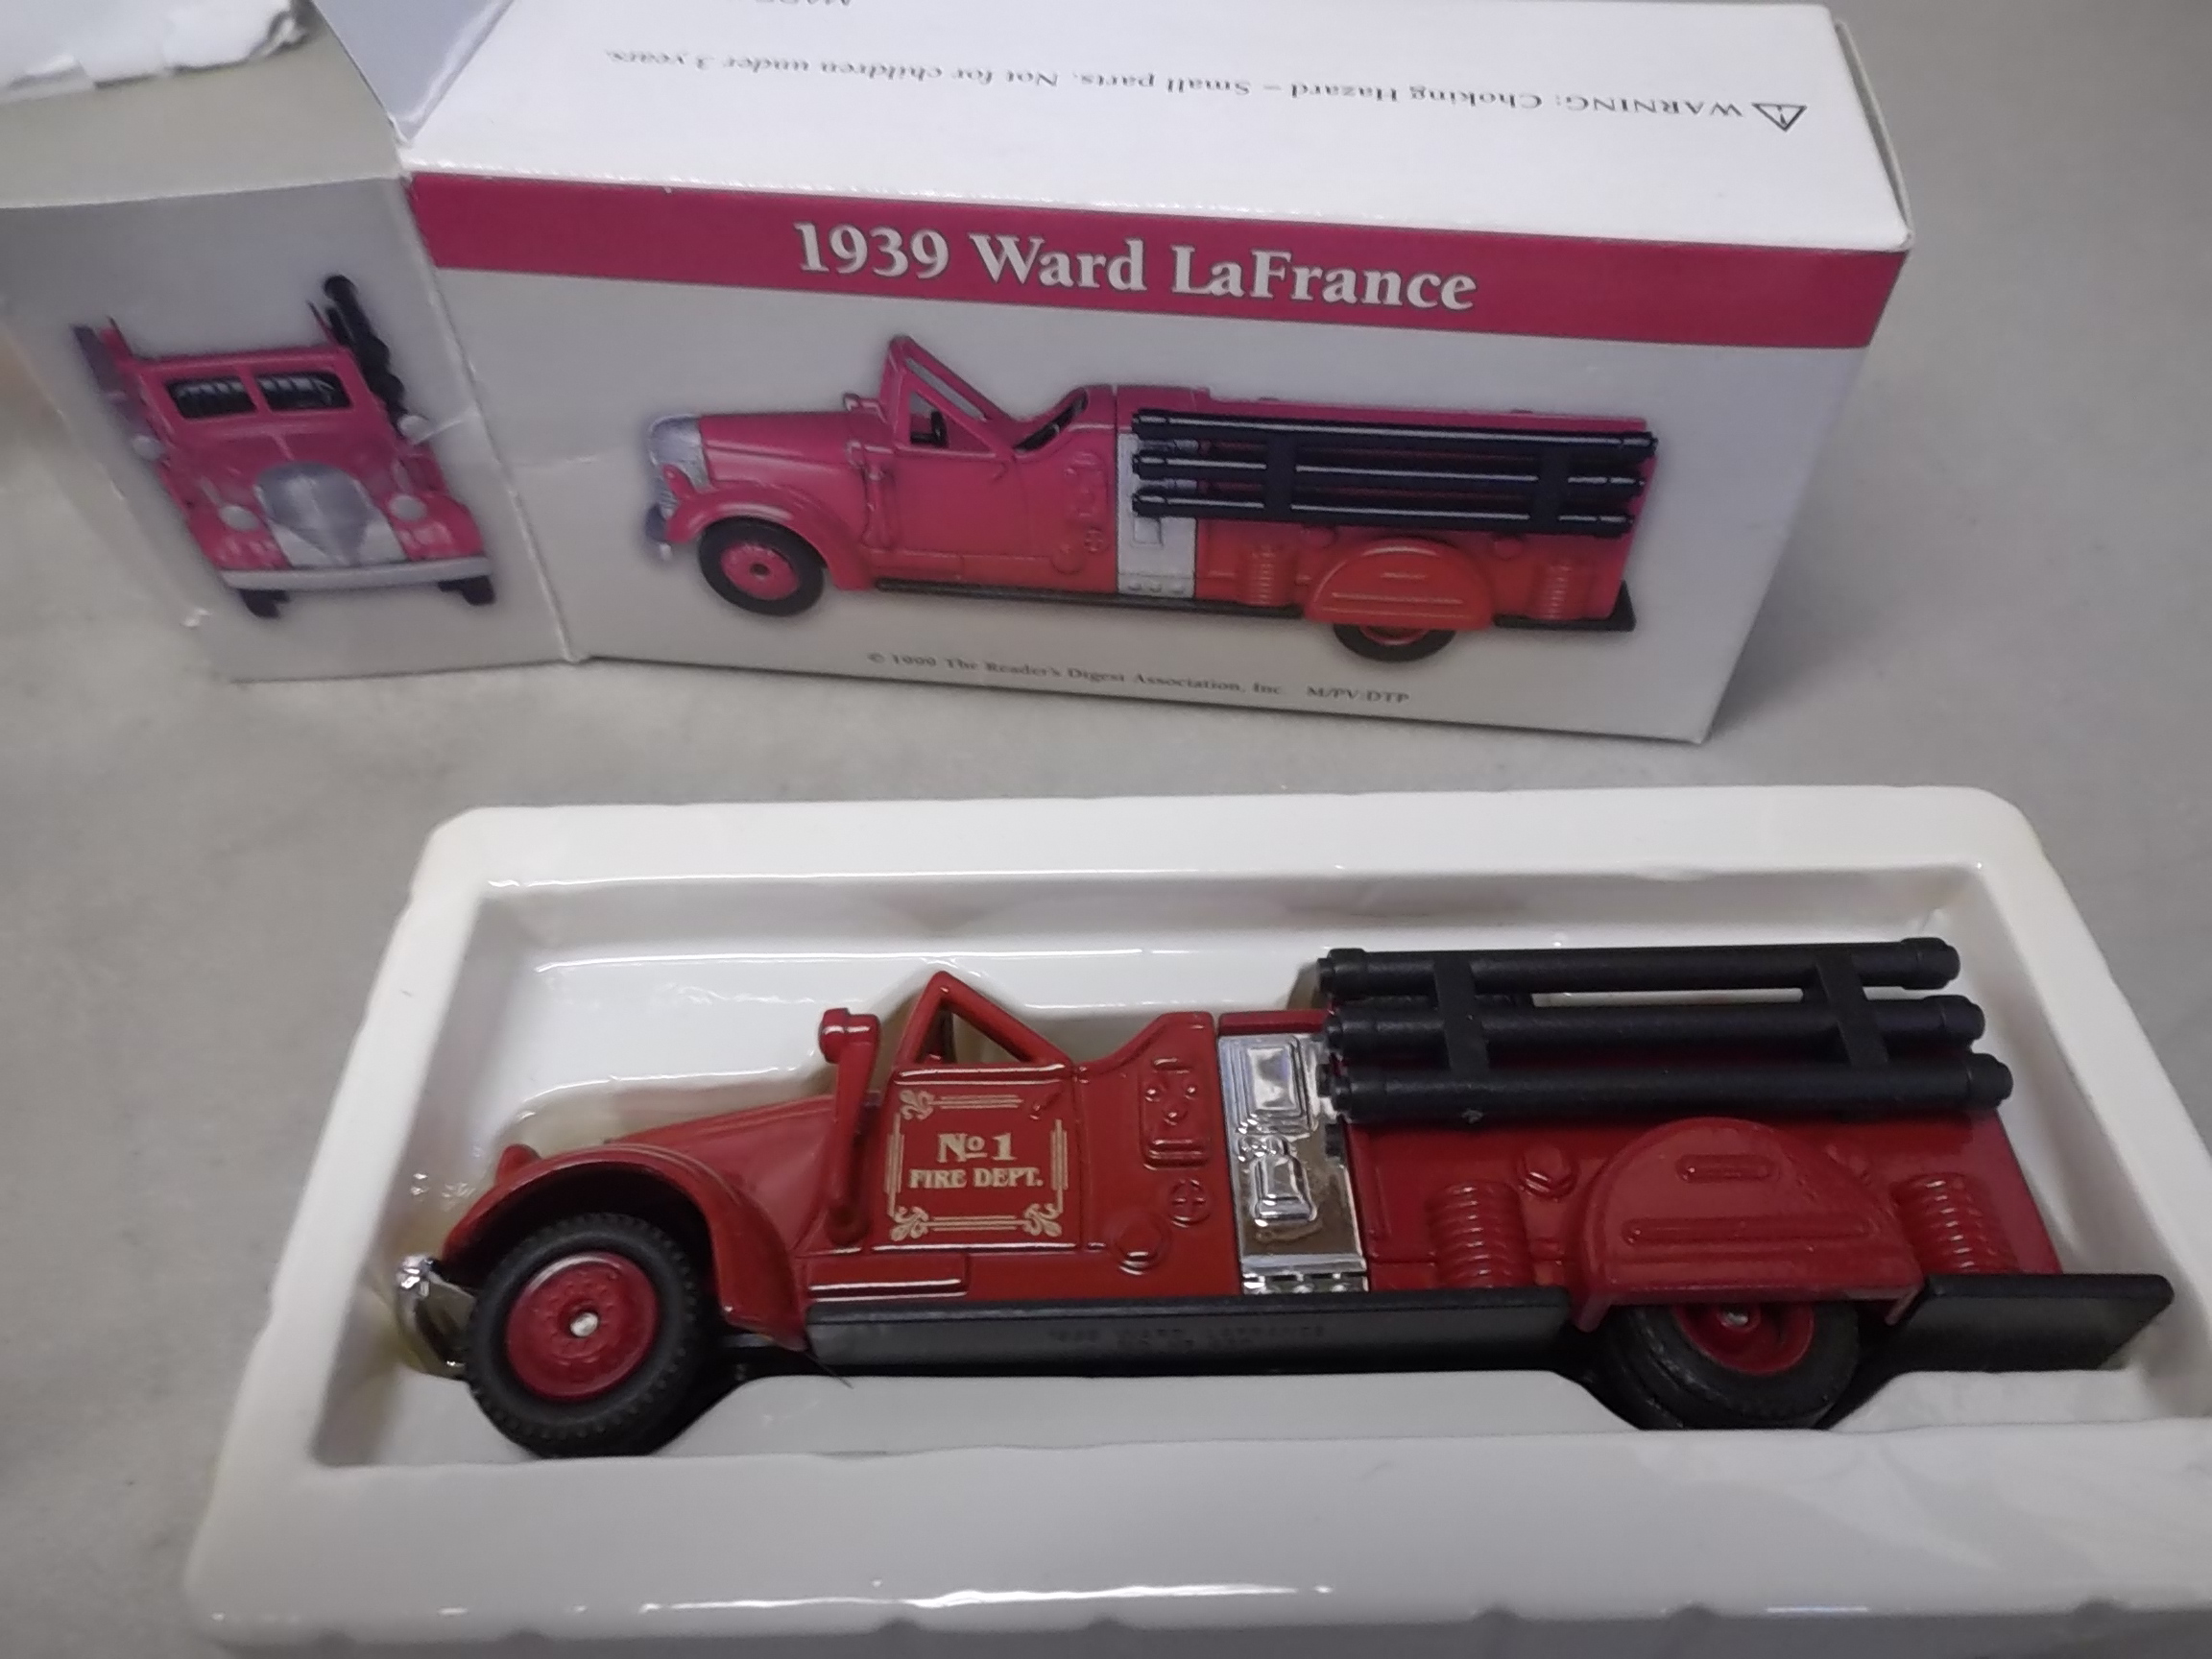 WARNING: Choking Hazard – Small parts. Not for children under 3 years.
1939 Ward LaFrance
© 1999 The Reader's Digest Association, Inc. M/PV:DTP
No 1
FIRE DEPT.